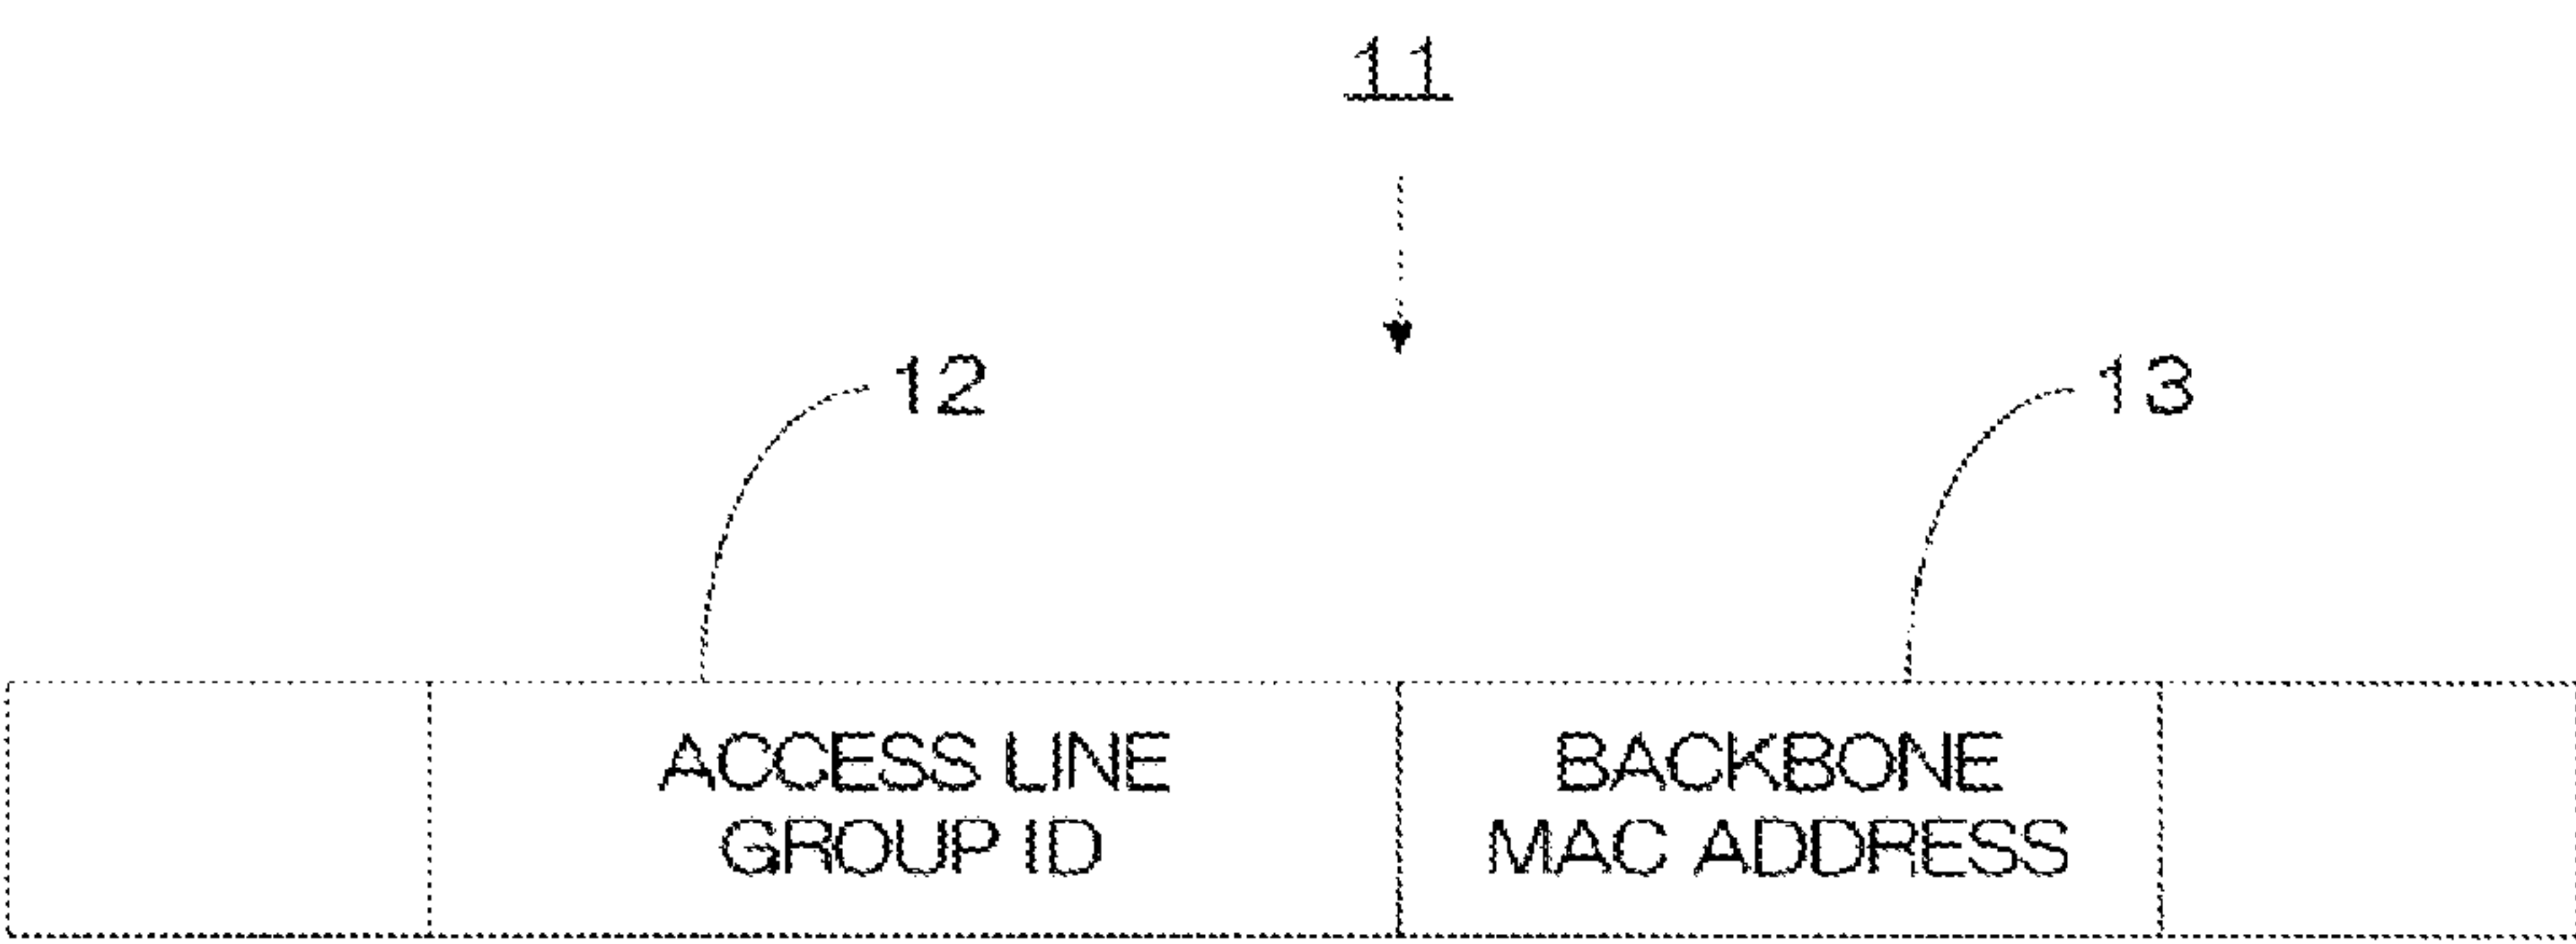 11
12
13
ACCESS LINE
GROUP ID
BACKBONE
MAC ADDRESS